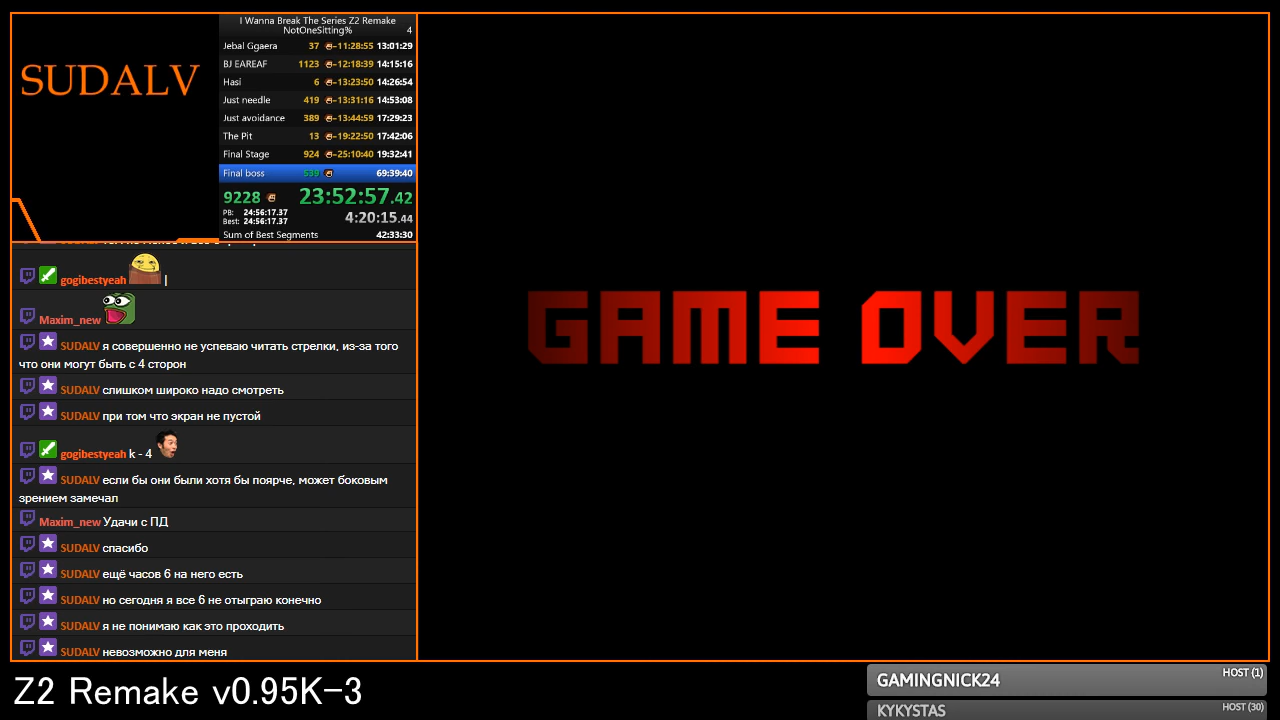 SUDALV
I Wanna Break The Series Z2 Remake
NotOneSitting%
4
Jebal Ggaera 37 -11:28:55 13:01:29
BJ EAREAF 1123 -12:18:39 14:15:16
Hasi 6 -13:23:50 14:26:54
Just needle 419 -13:31:16 14:53:08
Just avoidance 389 -13:44:59 17:29:23
The Pit 13 -19:22:50 17:42:06
Final Stage 924 -25:10:40 19:32:41
Final boss 539 69:39:40
9228 23:52:57.42
PB: 24:56:17.37
Best: 24:56:17.37
4:20:15.44
Sum of Best Segments 42:33:30
gogibestyeah |
Maxim_new
SUDALV я совершенно не успеваю читать стрелки, из-за того
что они могут быть с 4 сторон
SUDALV слишком широко надо смотреть
SUDALV при том что экран не пустой
gogibestyeah k - 4
SUDALV если бы они были хотя бы поярче, может боковым
зрением замечал
Maxim_new Удачи с ПД
SUDALV спасибо
SUDALV ещё часов 6 на него есть
SUDALV но сегодня я все 6 не отыграю конечно
SUDALV я не понимаю как это проходить
SUDALV невозможно для меня
GAME OVER
Z2 Remake v0.95K-3
GAMINGNICK24 HOST (1)
KYKYSTAS HOST (30)